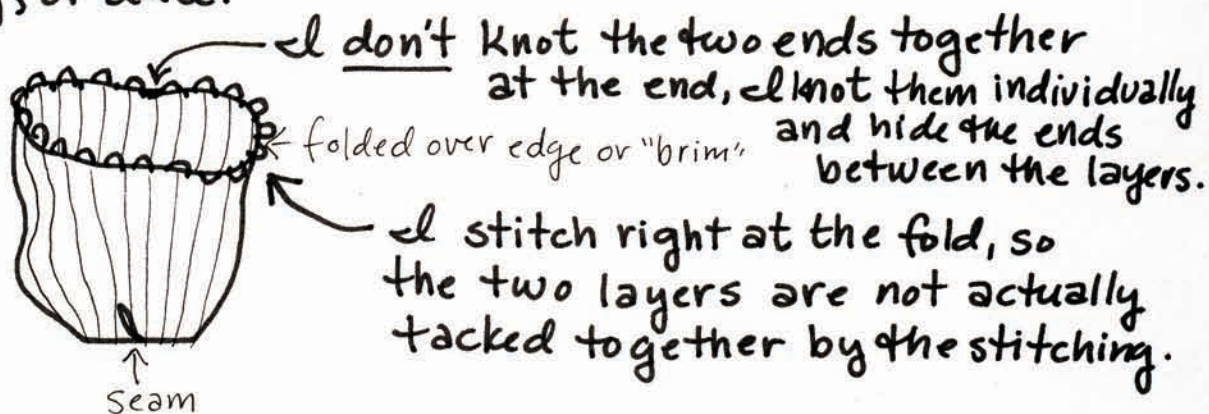 I don't knot the two ends together
at the end, I knot them individually
and hide the ends
between the layers.
← folded over edge or "brim"
I stitch right at the fold, so
the two layers are not actually
tacked together by the stitching.
seam